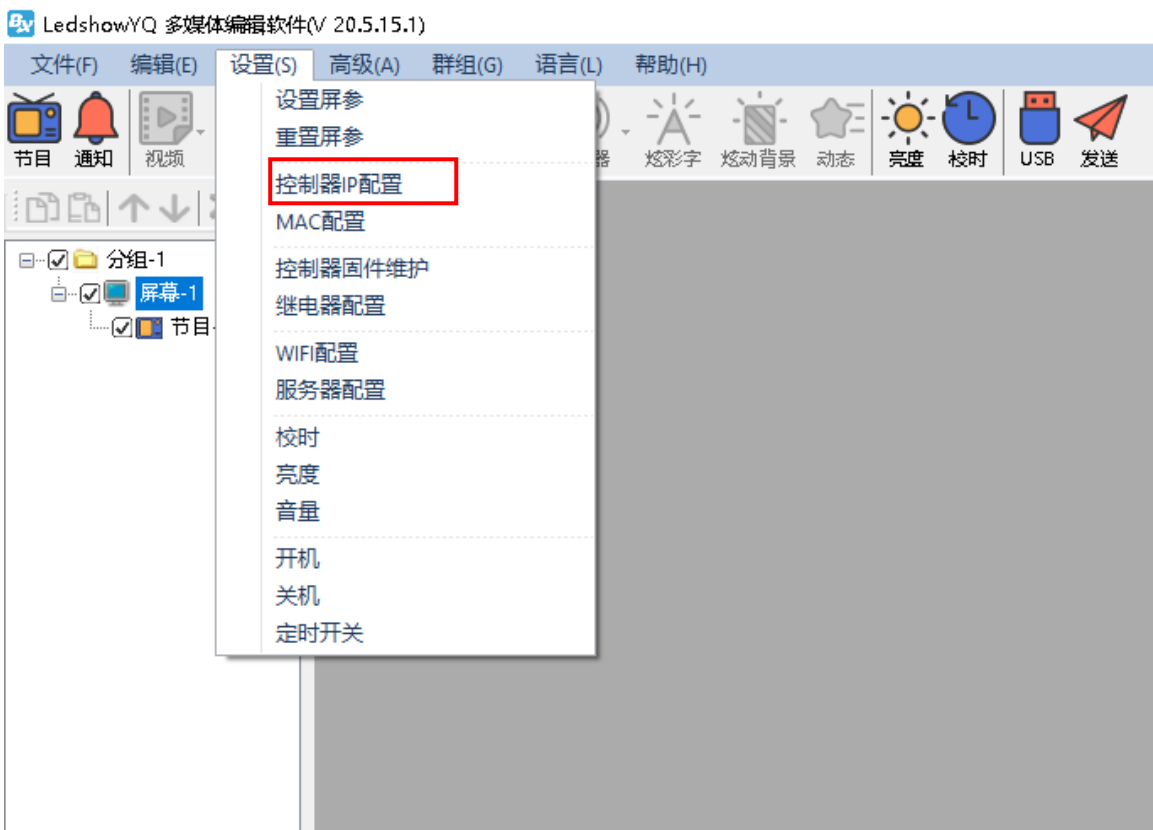 LedshowYQ 多媒体编辑软件(V 20.5.15.1)
文件(F) 编辑(E) 设置(S) 高级(A) 群组(G) 语言(L) 帮助(H)
节目 通知 视频 器 炫彩字 炫动背景 动态 亮度 校时 USB 发送
分组-1
屏幕-1
节目-
设置屏参
重置屏参
控制器IP配置
MAC配置
控制器固件维护
继电器配置
WIFI配置
服务器配置
校时
亮度
音量
开机
关机
定时开关